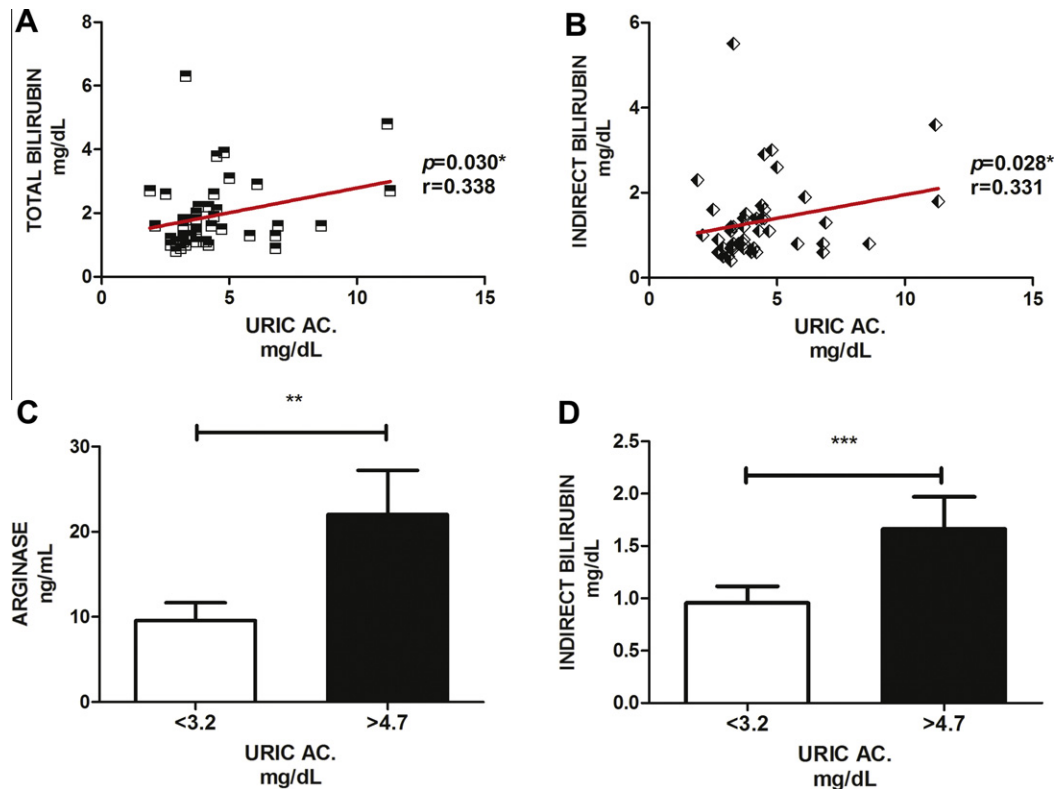 A
TOTAL BILIRUBIN
mg/dL
8
6
4
2
0
0
5
10
15
URIC AC.
mg/dL
p=0.030*
r=0.338
B
INDIRECT BILIRUBIN
mg/dL
6
4
2
0
0
5
10
15
URIC AC.
mg/dL
p=0.028*
r=0.331
C
**
ARGINASE
ng/mL
30
20
10
0
<3.2
>4.7
URIC AC.
mg/dL
D
***
INDIRECT BILIRUBIN
mg/dL
2.5
2.0
1.5
1.0
0.5
0.0
<3.2
>4.7
URIC AC.
mg/dL